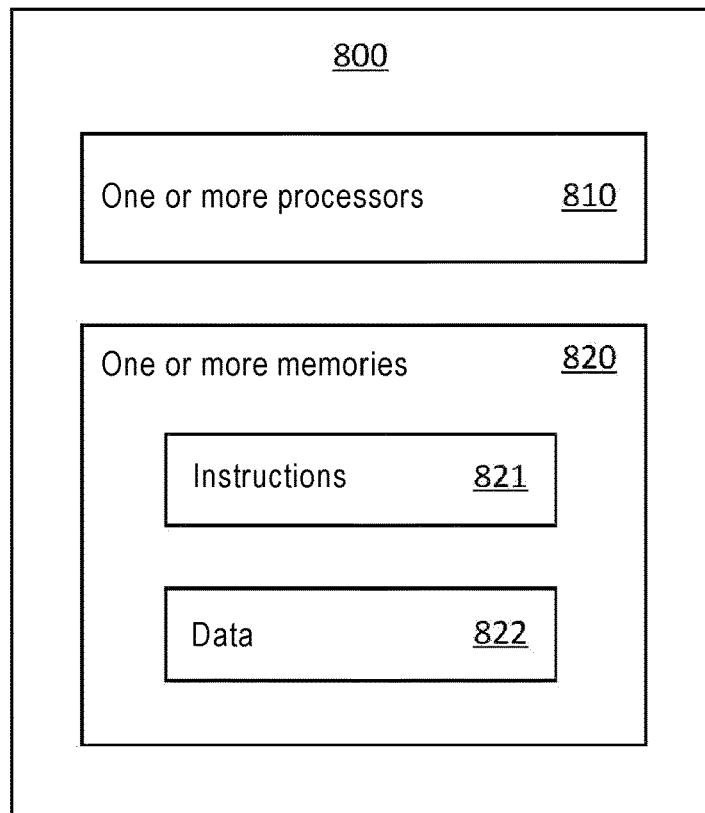 800
One or more processors 810
One or more memories 820
Instructions 821
Data 822